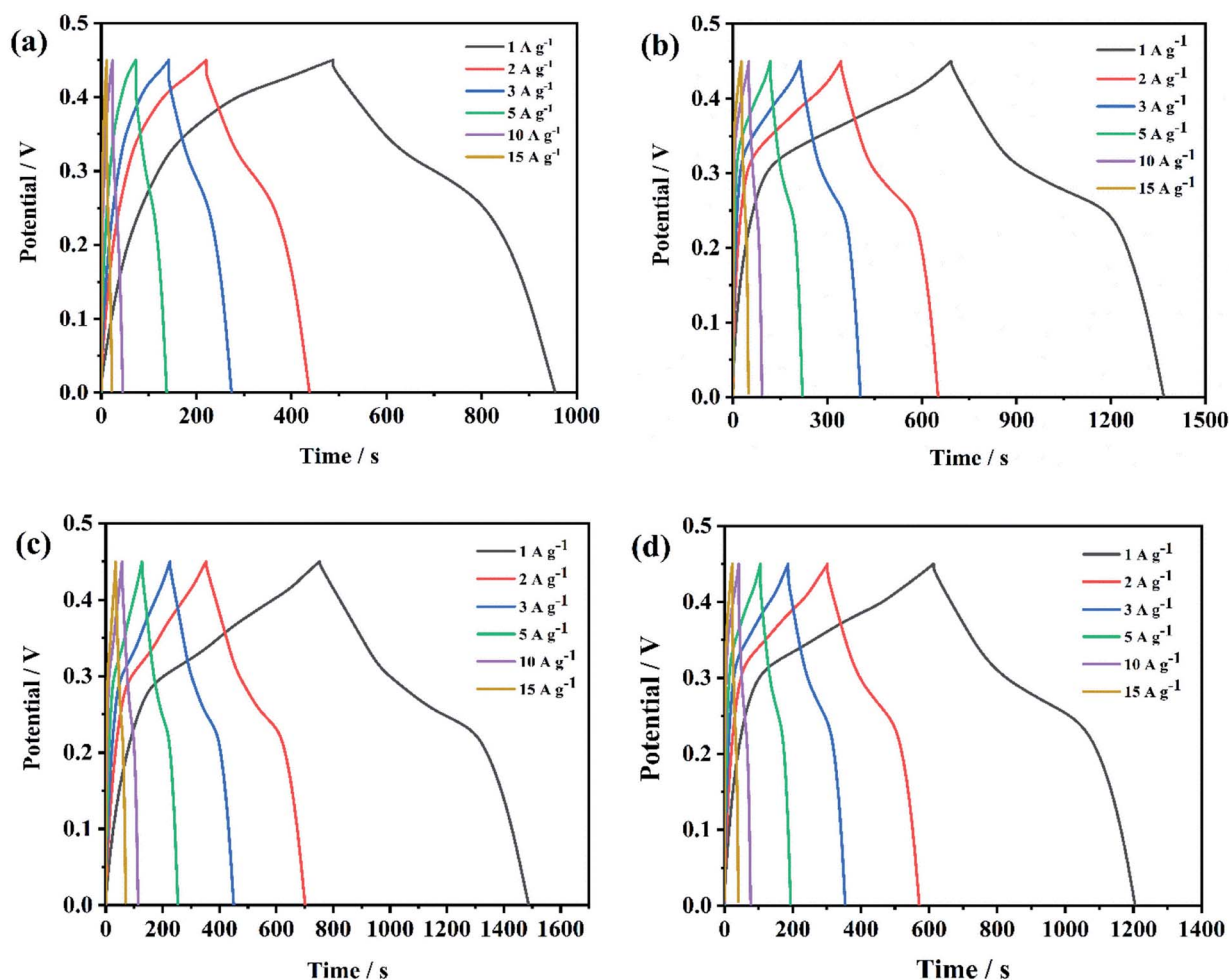 (a)
0.5
0.4
0.3
0.2
0.1
0.0
Potential / V
1 A g⁻¹
2 A g⁻¹
3 A g⁻¹
5 A g⁻¹
10 A g⁻¹
15 A g⁻¹
0 200 400 600 800 1000
Time / s
(b)
0.5
0.4
0.3
0.2
0.1
0.0
Potential / V
1 A g⁻¹
2 A g⁻¹
3 A g⁻¹
5 A g⁻¹
10 A g⁻¹
15 A g⁻¹
0 300 600 900 1200 1500
Time / s
(c)
0.5
0.4
0.3
0.2
0.1
0.0
Potential / V
1 A g⁻¹
2 A g⁻¹
3 A g⁻¹
5 A g⁻¹
10 A g⁻¹
15 A g⁻¹
0 200 400 600 800 1000 1200 1400 1600
Time / s
(d)
0.5
0.4
0.3
0.2
0.1
0.0
Potential / V
1 A g⁻¹
2 A g⁻¹
3 A g⁻¹
5 A g⁻¹
10 A g⁻¹
15 A g⁻¹
0 200 400 600 800 1000 1200 1400
Time / s